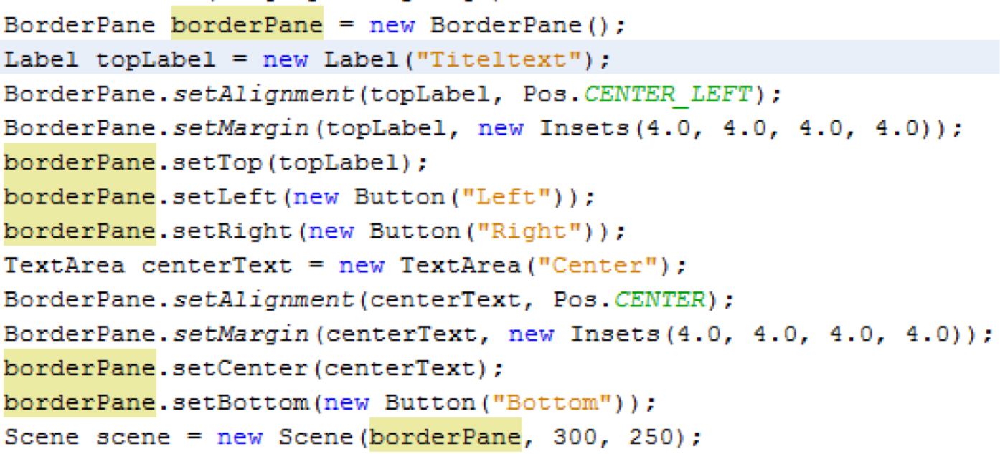 BorderPane borderPane = new BorderPane();
Label topLabel = new Label("Titeltext");
BorderPane.setAlignment(topLabel, Pos.CENTER_LEFT);
BorderPane.setMargin(topLabel, new Insets(4.0, 4.0, 4.0, 4.0));
borderPane.setTop(topLabel);
borderPane.setLeft(new Button("Left"));
borderPane.setRight(new Button("Right"));
TextArea centerText = new TextArea("Center");
BorderPane.setAlignment(centerText, Pos.CENTER);
BorderPane.setMargin(centerText, new Insets(4.0, 4.0, 4.0, 4.0));
borderPane.setCenter(centerText);
borderPane.setBottom(new Button("Bottom"));
Scene scene = new Scene(borderPane, 300, 250);